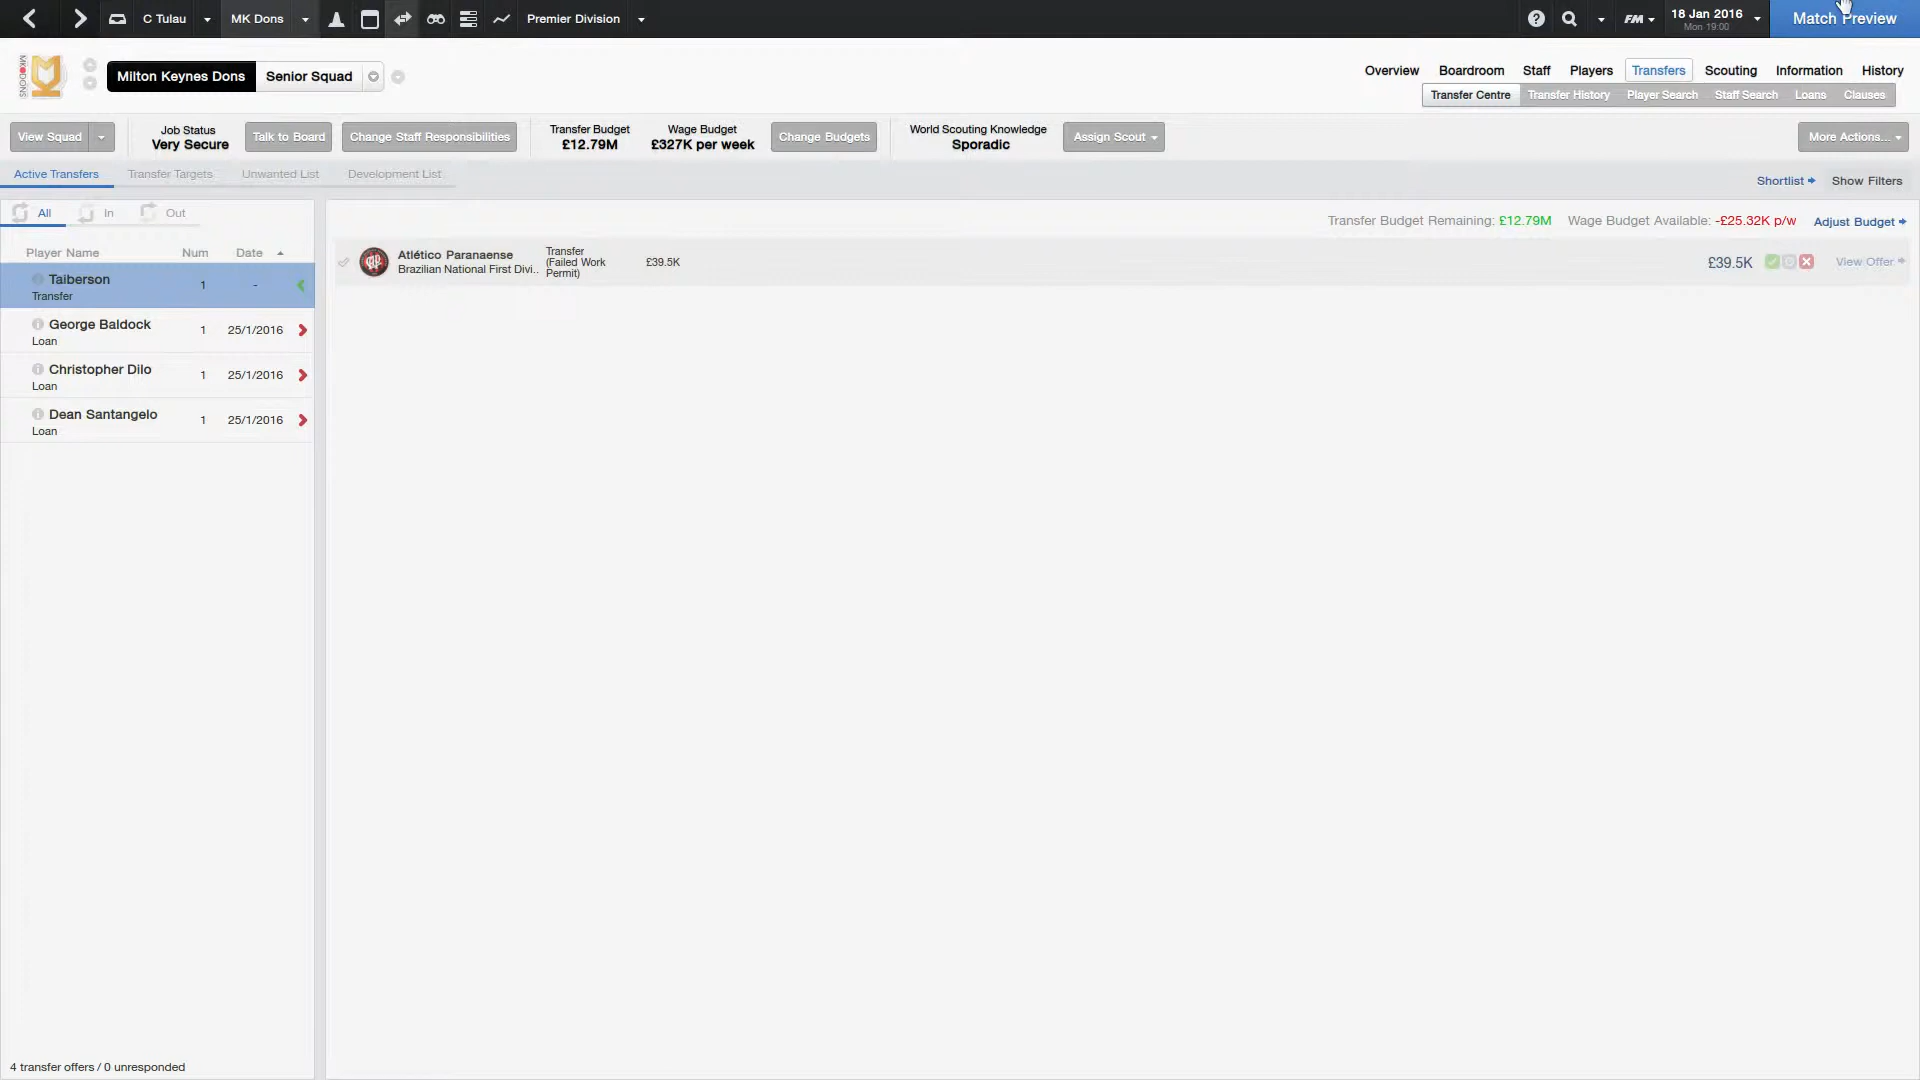 C Tulau
MK Dons
Premier Division
FM
18 Jan 2016
Mon 19:00
Match Preview
MK DONS
Milton Keynes Dons
Senior Squad
Overview Boardroom Staff Players Transfers Scouting Information History
Transfer Centre Transfer History Player Search Staff Search Loans Clauses
View Squad
Job Status
Very Secure
Talk to Board
Change Staff Responsibilities
Transfer Budget
£12.79M
Wage Budget
£327K per week
Change Budgets
World Scouting Knowledge
Sporadic
Assign Scout
More Actions...
Active Transfers Transfer Targets Unwanted List Development List
Shortlist Show Filters
All In Out
Transfer Budget Remaining: £12.79M Wage Budget Available: -£25.32K p/w Adjust Budget
Player Name Num Date
Taiberson 1 -
Transfer
George Baldock 1 25/1/2016
Loan
Christopher Dilo 1 25/1/2016
Loan
Dean Santangelo 1 25/1/2016
Loan
Atlético Paranaense
Brazilian National First Divi..
Transfer
(Failed Work
Permit)
£39.5K
£39.5K
View Offer
4 transfer offers / 0 unresponded